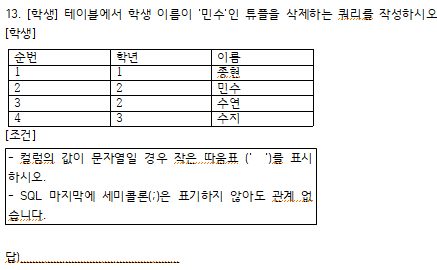 13. [학생] 테이블에서 학생 이름이 '민수'인 튜플을 삭제하는 쿼리를 작성하시오
[학생]
순번 학년 이름
1 1 종현
2 2 민수
3 2 수연
4 3 수지
[조건]
- 컬럼의 값이 문자열일 경우 작은 따옴표 (' ')를 표시
하시오.
- SQL 마지막에 세미콜론(;)은 표기하지 않아도 관계 없
습니다.
답)